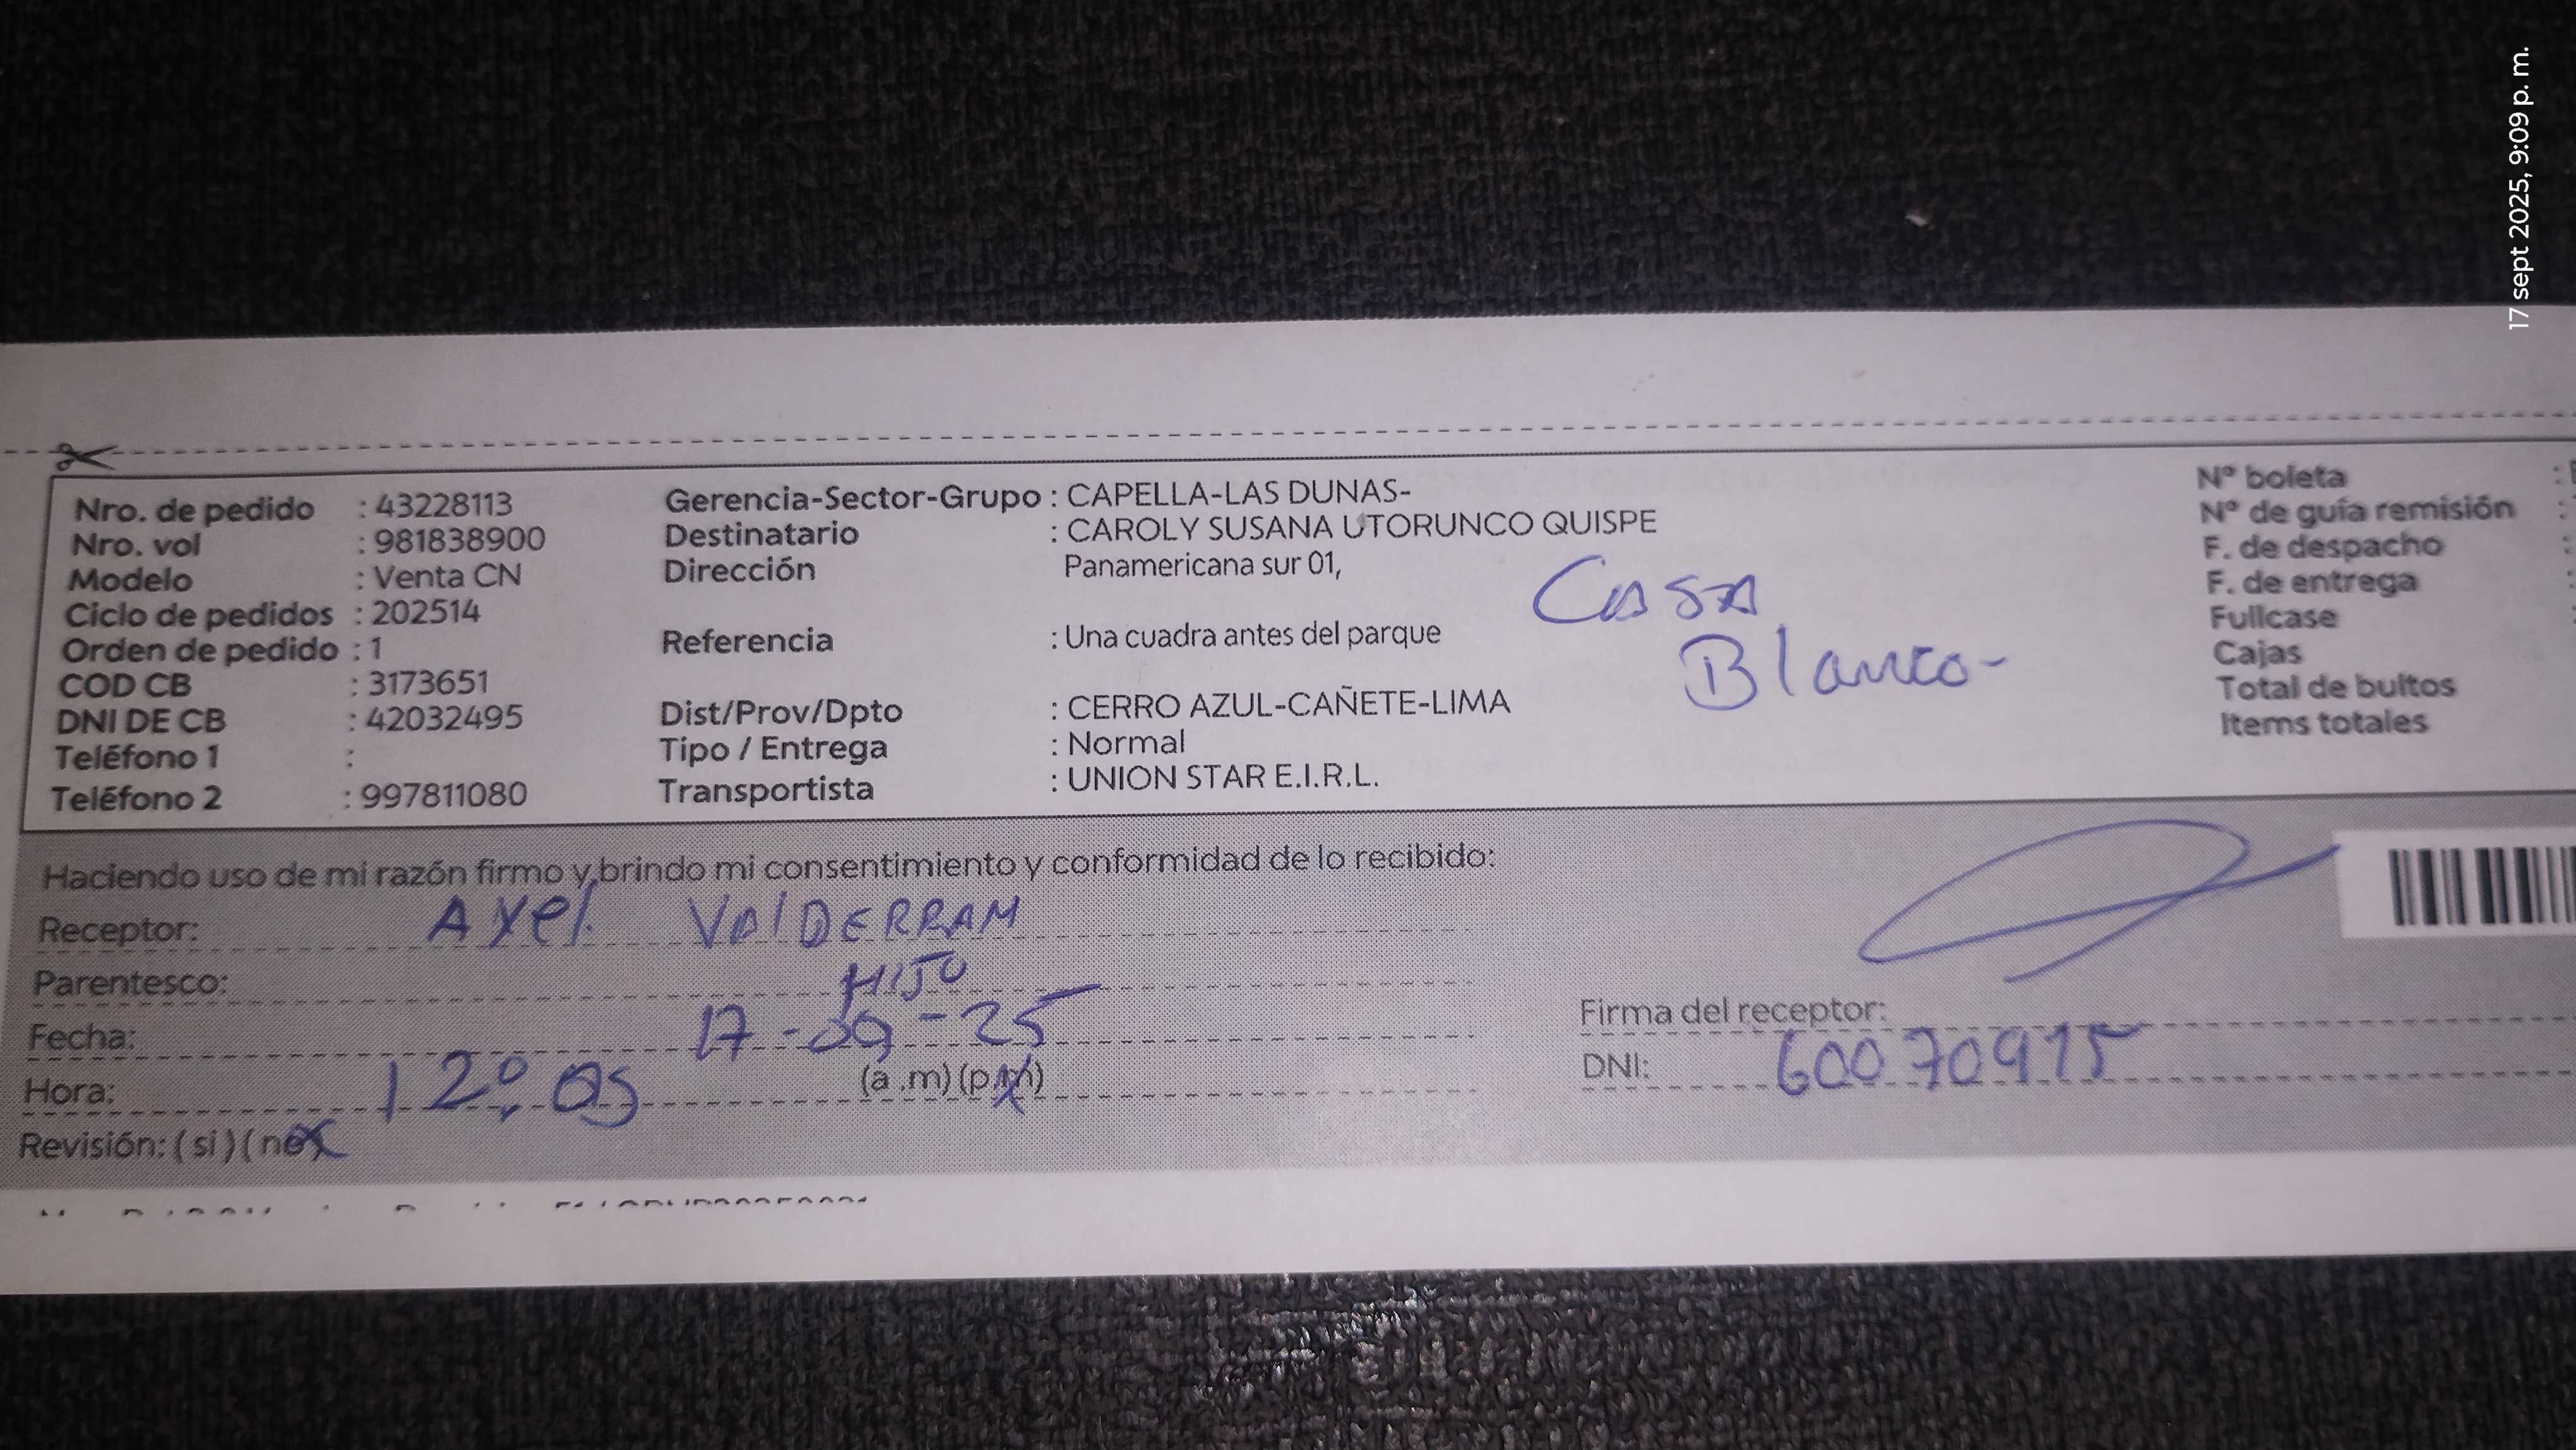 17 sept 2025, 9:09 p. m.
Nro. de pedido : 43228113
Nro. vol : 981838900
Modelo : Venta CN
Ciclo de pedidos : 202514
Orden de pedido : 1
COD CB : 3173651
DNI DE CB : 42032495
Teléfono 1 :
Teléfono 2 : 997811080
Gerencia-Sector-Grupo : CAPELLA-LAS DUNAS-
Destinatario : CAROLY SUSANA UTORUNCO QUISPE
Dirección Panamericana sur 01,
Referencia : Una cuadra antes del parque
Dist/Prov/Dpto : CERRO AZUL-CAÑETE-LIMA
Tipo / Entrega : Normal
Transportista : UNION STAR E.I.R.L.
Casa
Blanco-
Nº boleta :
Nº de guía remisión :
F. de despacho :
F. de entrega :
Fullcase
Cajas
Total de bultos
Items totales
Haciendo uso de mi razón firmo y brindo mi consentimiento y conformidad de lo recibido:
Receptor: Axel VAlDERRAM
Parentesco: HIJO
Fecha: 17-09-25
Hora: 12:05 (a .m) (p.m)
Revisión: ( si ) ( no
Firma del receptor:
DNI: 60070915